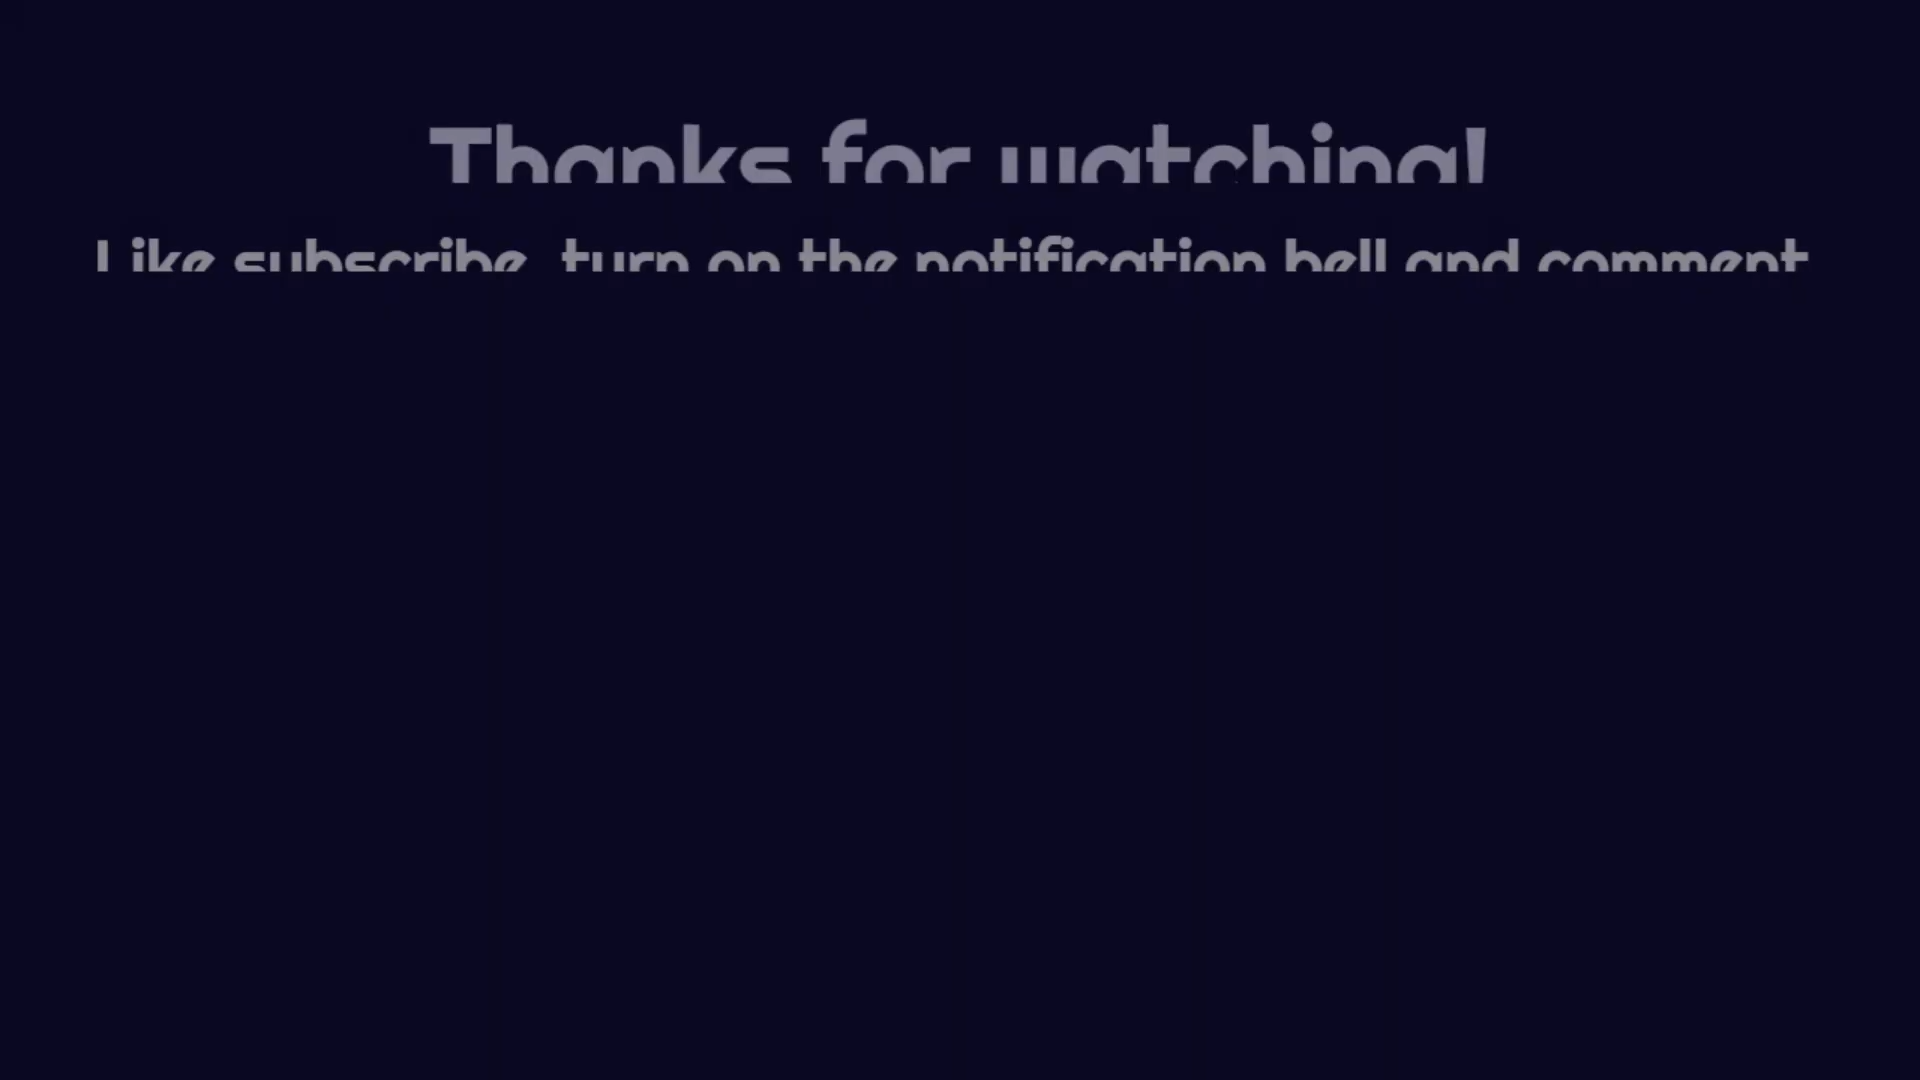 Thanks for watching!
Like subscribe, turn on the notification bell and comment